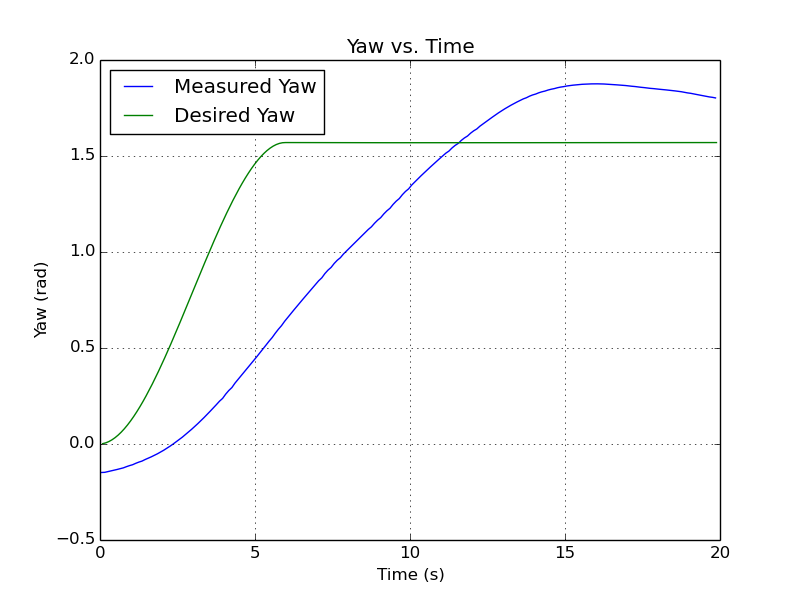 Yaw vs. Time
Measured Yaw
Desired Yaw
2.0
1.5
1.0
0.5
0.0
−0.5
Yaw (rad)
0 5 10 15 20
Time (s)